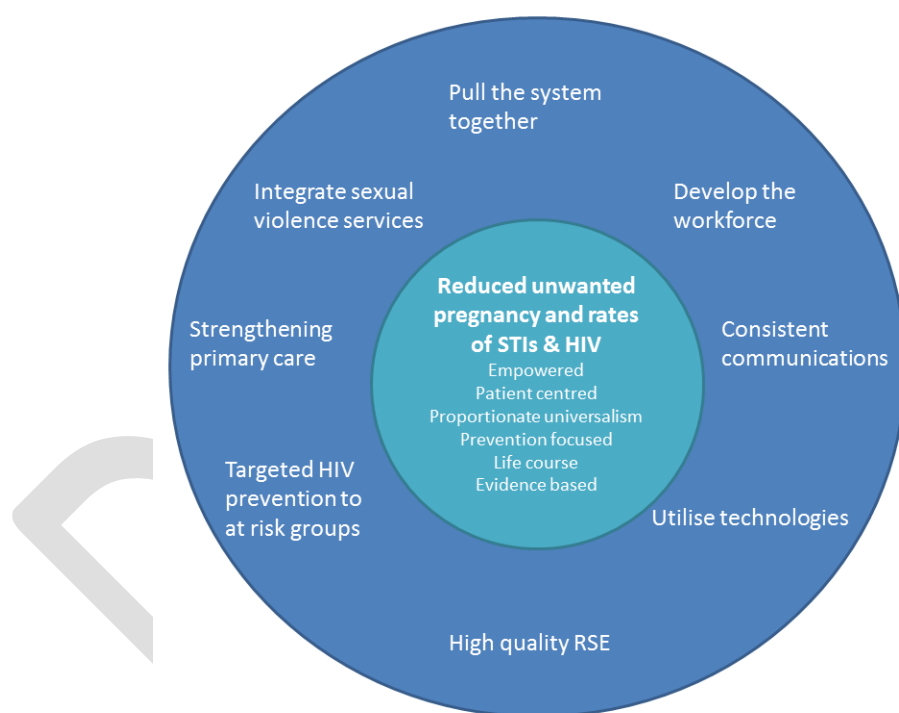 Pull the system
together
Integrate sexual
violence services
Develop the
workforce
Reduced unwanted
pregnancy and rates
of STIs & HIV
Empowered
Patient centred
Proportionate universalism
Prevention focused
Life course
Evidence based
Strengthening
primary care
Consistent
communications
Targeted HIV
prevention to
at risk groups
Utilise technologies
High quality RSE